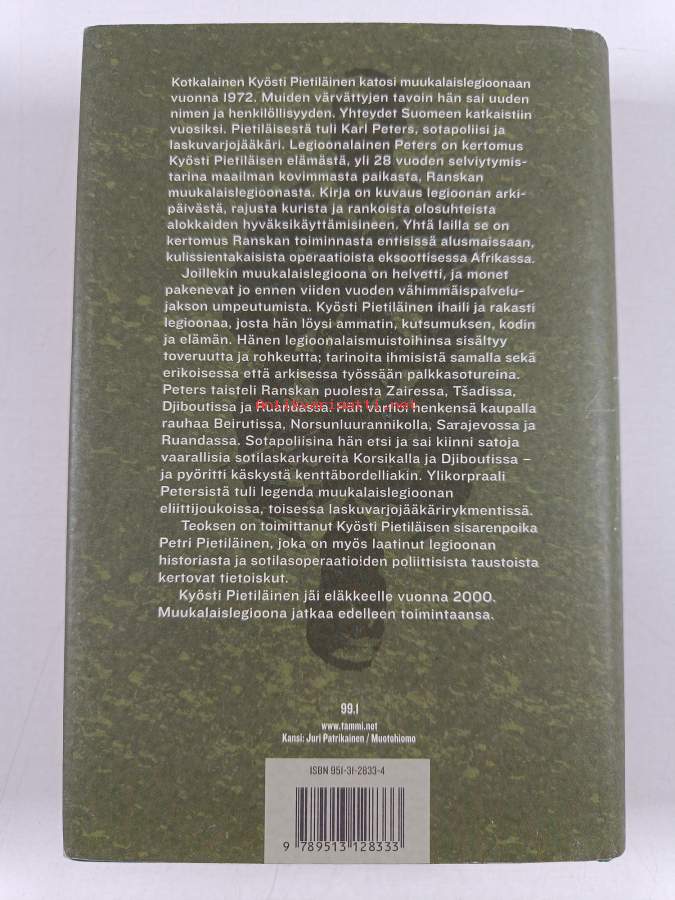 Kotkalainen Kyösti Pietiläinen katosi muukalaislegioonaan
vuonna 1972. Muiden värvättyjen tavoin hän sai uuden
nimen ja henkilöllisyyden. Yhteydet Suomeen katkaistiin
vuosiksi. Pietiläisestä tuli Karl Peters, sotapoliisi ja
laskuvarjojääkäri. Legioonalainen Peters on kertomus
Kyösti Pietiläisen elämästä, yli 28 vuoden selviytymis-
tarina maailman kovimmasta paikasta, Ranskan
muukalaislegioonasta. Kirja on kuvaus legioonan arki-
päivästä, rajusta kurista ja rankoista olosuhteista
alokkaiden hyväksikäyttämisineen. Yhtä lailla se on
kertomus Ranskan toiminnasta entisissä alusmaissaan,
kulissientakaisista operaatioista eksoottisessa Afrikassa.
Joillekin muukalaislegioona on helvetti, ja monet
pakenevat jo ennen viiden vuoden vähimmäispalvelu-
jakson umpeutumista. Kyösti Pietiläinen ihaili ja rakasti
legioonaa, josta hän löysi ammatin, kutsumuksen, kodin
ja elämän. Hänen legioonalaismuistoihinsa sisältyy
toveruutta ja rohkeutta; tarinoita ihmisistä samalla sekä
erikoisessa että arkisessa työssään palkkasotureina.
Peters taisteli Ranskan puolesta Zairessa, Tšadissa,
Djiboutissa ja Ruandassa. Hän vartioi henkensä kaupalla
rauhaa Beirutissa, Norsunluurannikolla, Sarajevossa ja
Ruandassa. Sotapoliisina hän etsi ja sai kiinni satoja
vaarallisia sotilaskarkureita Korsikalla ja Djiboutissa –
ja pyöritti käskystä kenttäbordelliakin. Ylikorpraali
Petersistä tuli legenda muukalaislegioonan
eliittijoukoissa, toisessa laskuvarjojääkärirykmentissä.
Teoksen on toimittanut Kyösti Pietiläisen sisarenpoika
Petri Pietiläinen, joka on myös laatinut legioonan
historiasta ja sotilasoperaatioiden poliittisista taustoista
kertovat tietoiskut.
Kyösti Pietiläinen jäi eläkkeelle vuonna 2000.
Muukalaislegioona jatkaa edelleen toimintaansa.
99.1
www.tammi.net
Kansi: Juri Patrikainen / Muotohiomo
ISBN 951-31-2833-4
9 789513 128333